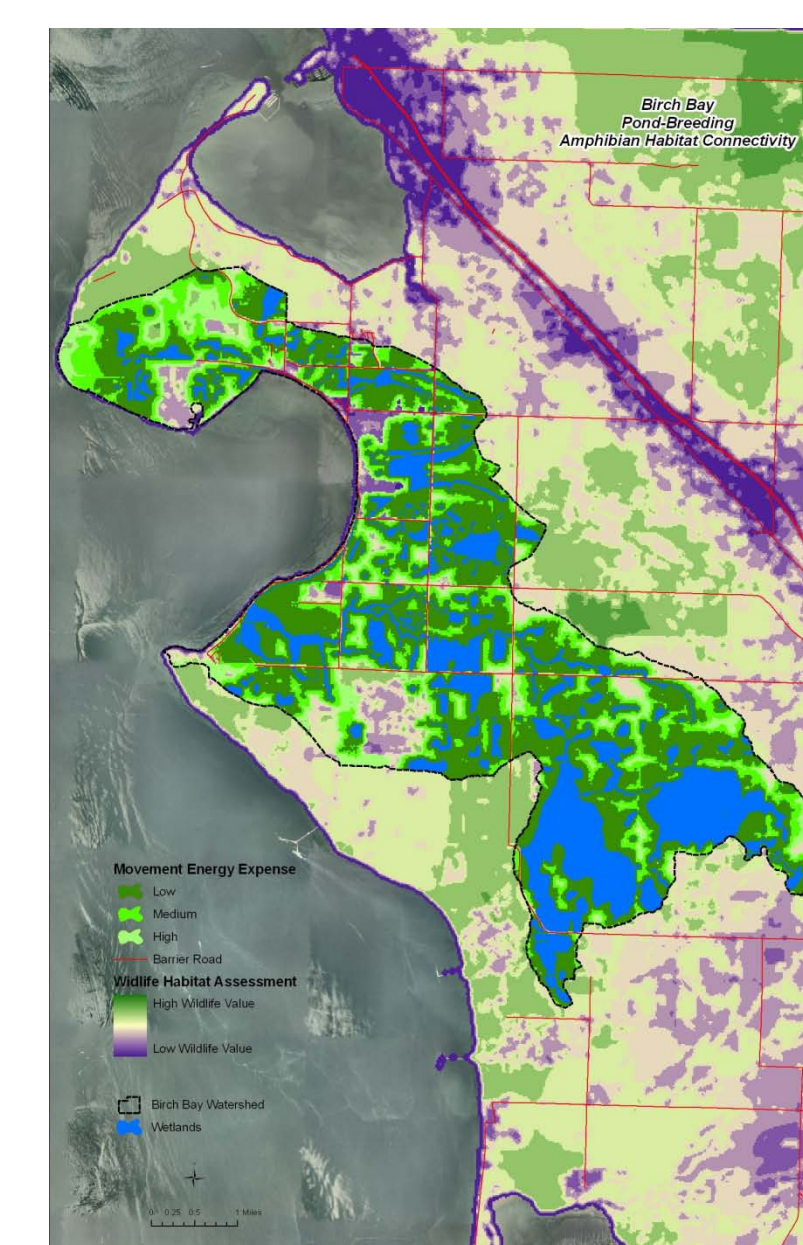 Birch Bay
Pond-Breeding
Amphibian Habitat Connectivity
Movement Energy Expense
Low
Medium
High
Barrier Road
Widlife Habitat Assessment
High Wildlife Value
Low Wildlife Value
Birch Bay Watershed
Wetlands
0 0.25 0.5 1 Miles